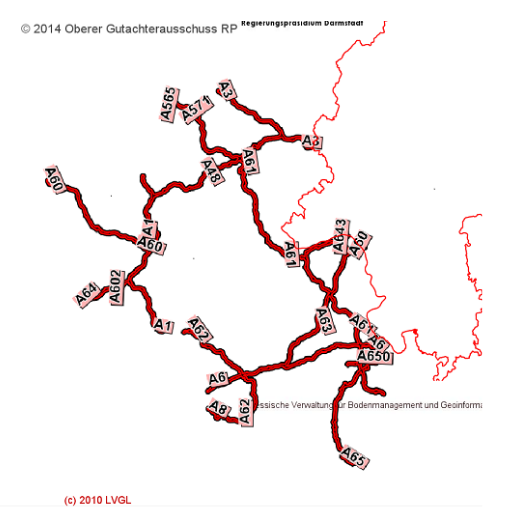 © 2014 Oberer Gutachterausschuss RP
Regierungspräsidium Darmstadt
A3
A565
A571
A3
A61
A48
A60
A1
A60
A643
A60
A61
A602
A64
A1
A62
A63
A61
A6
A650
A6
A8
A62
essische Verwaltung für Bodenmanagement und Geoinforma
A65
(c) 2010 LVGL